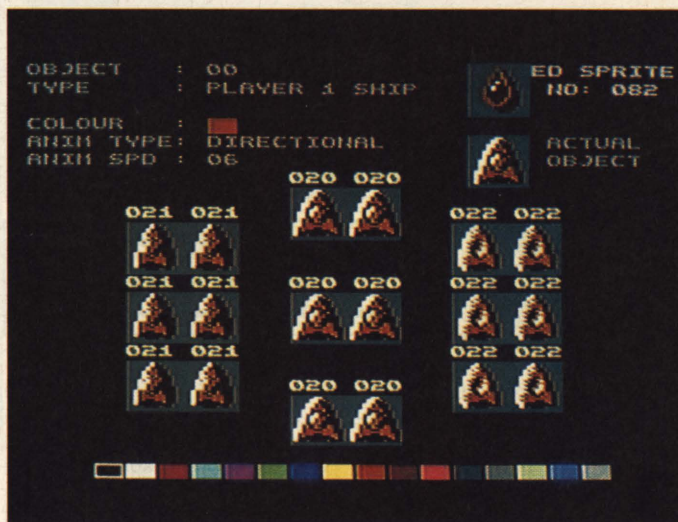 OBJECT : 00
TYPE : PLAYER 1 SHIP
ED SPRITE
NO: 082
COLOUR :
ANIM TYPE: DIRECTIONAL
ANIM SPD : 06
ACTUAL
OBJECT
020 020
021 021
022 022
021 021
020 020
022 022
021 021
022 022
020 020